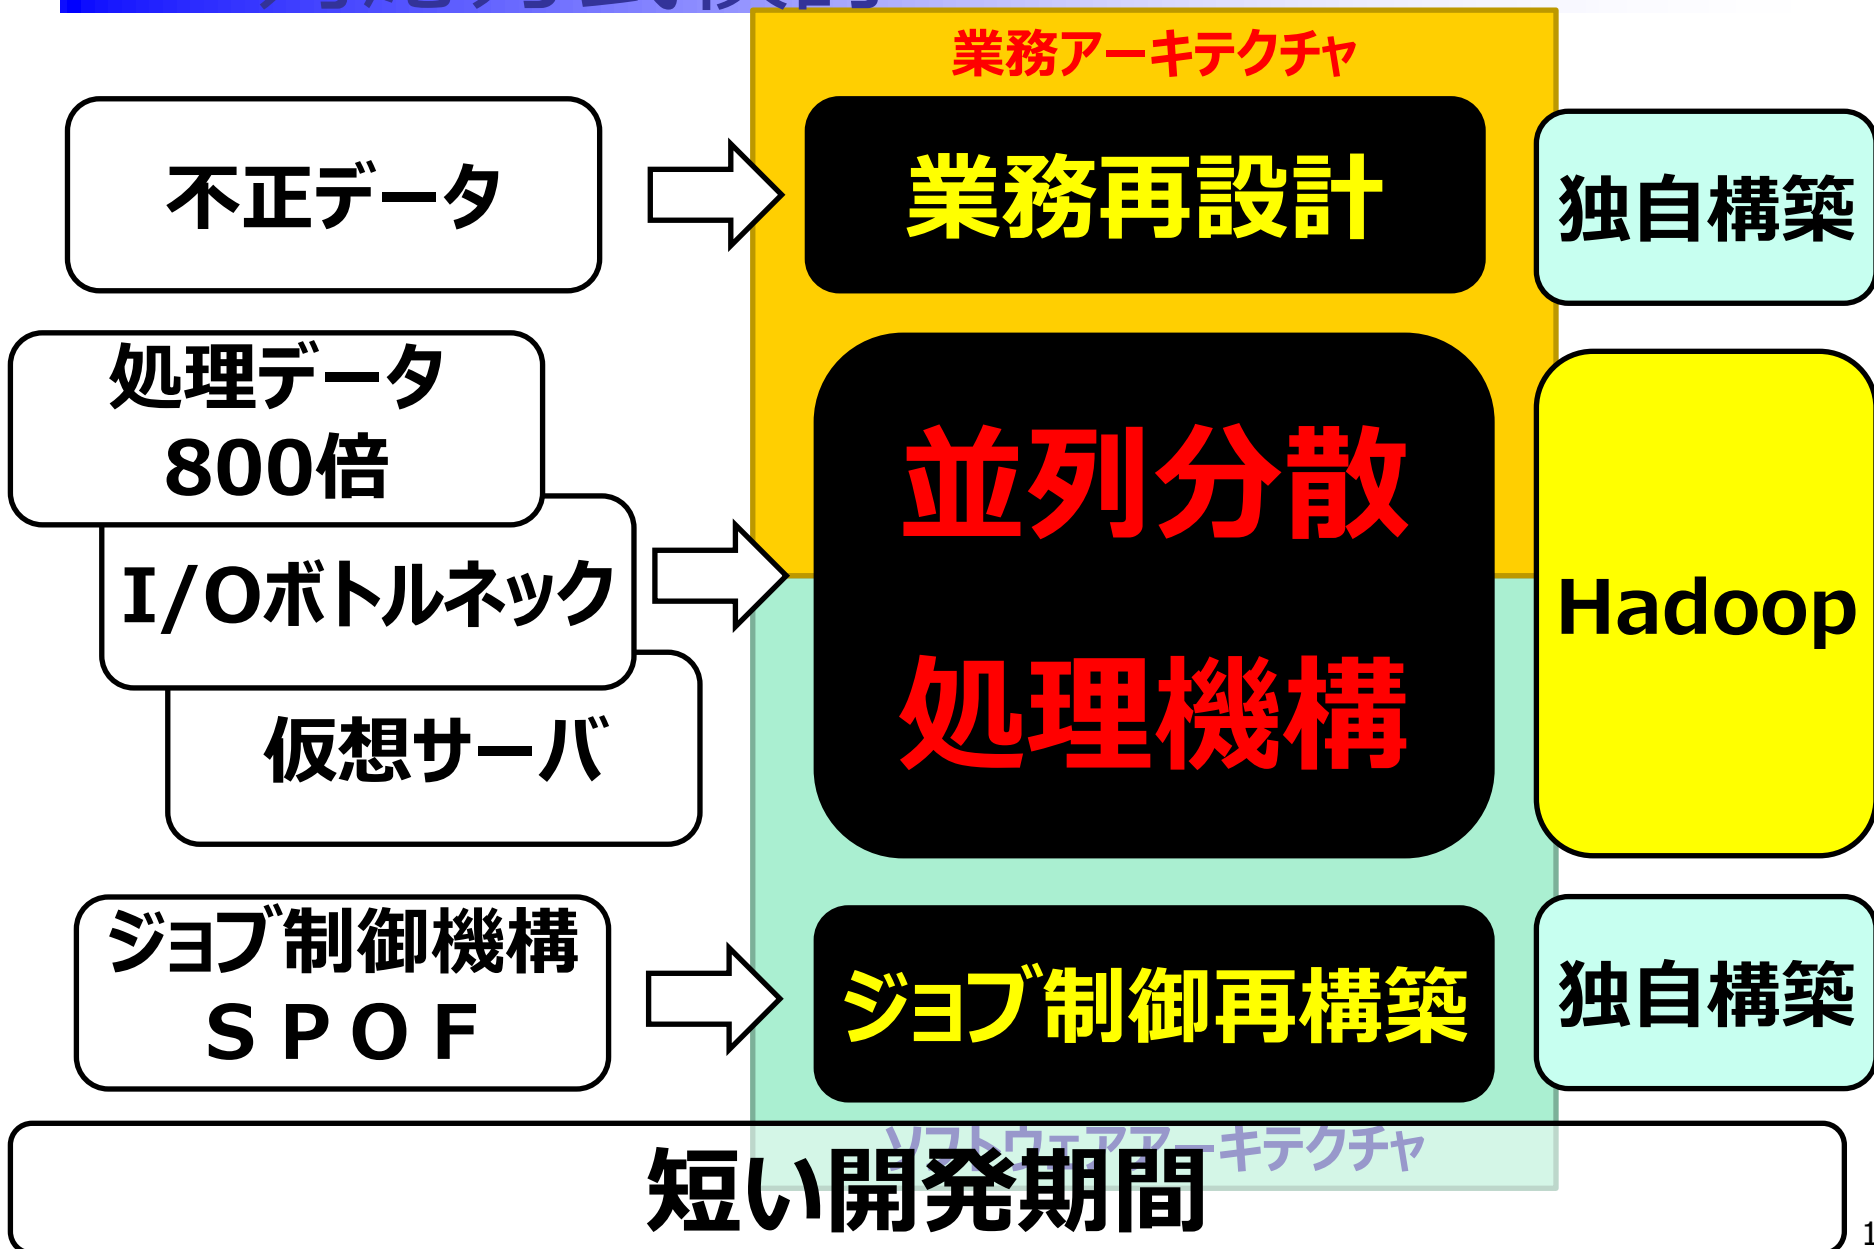 業務アーキテクチャ
不正データ
業務再設計
独自構築
処理データ
800倍
I/Oボトルネック
仮想サーバ
並列分散
処理機構
Hadoop
ジョブ制御機構
ＳＰＯＦ
ジョブ制御再構築
独自構築
ソフトウェアアーキテクチャ
短い開発期間